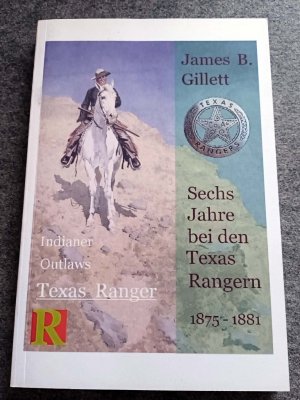 James B.
Gillett
TEXAS
RANGERS
Sechs
Jahre
bei den
Texas
Rangern
1875-1881
Indianer
Outlaws
Texas Ranger
R